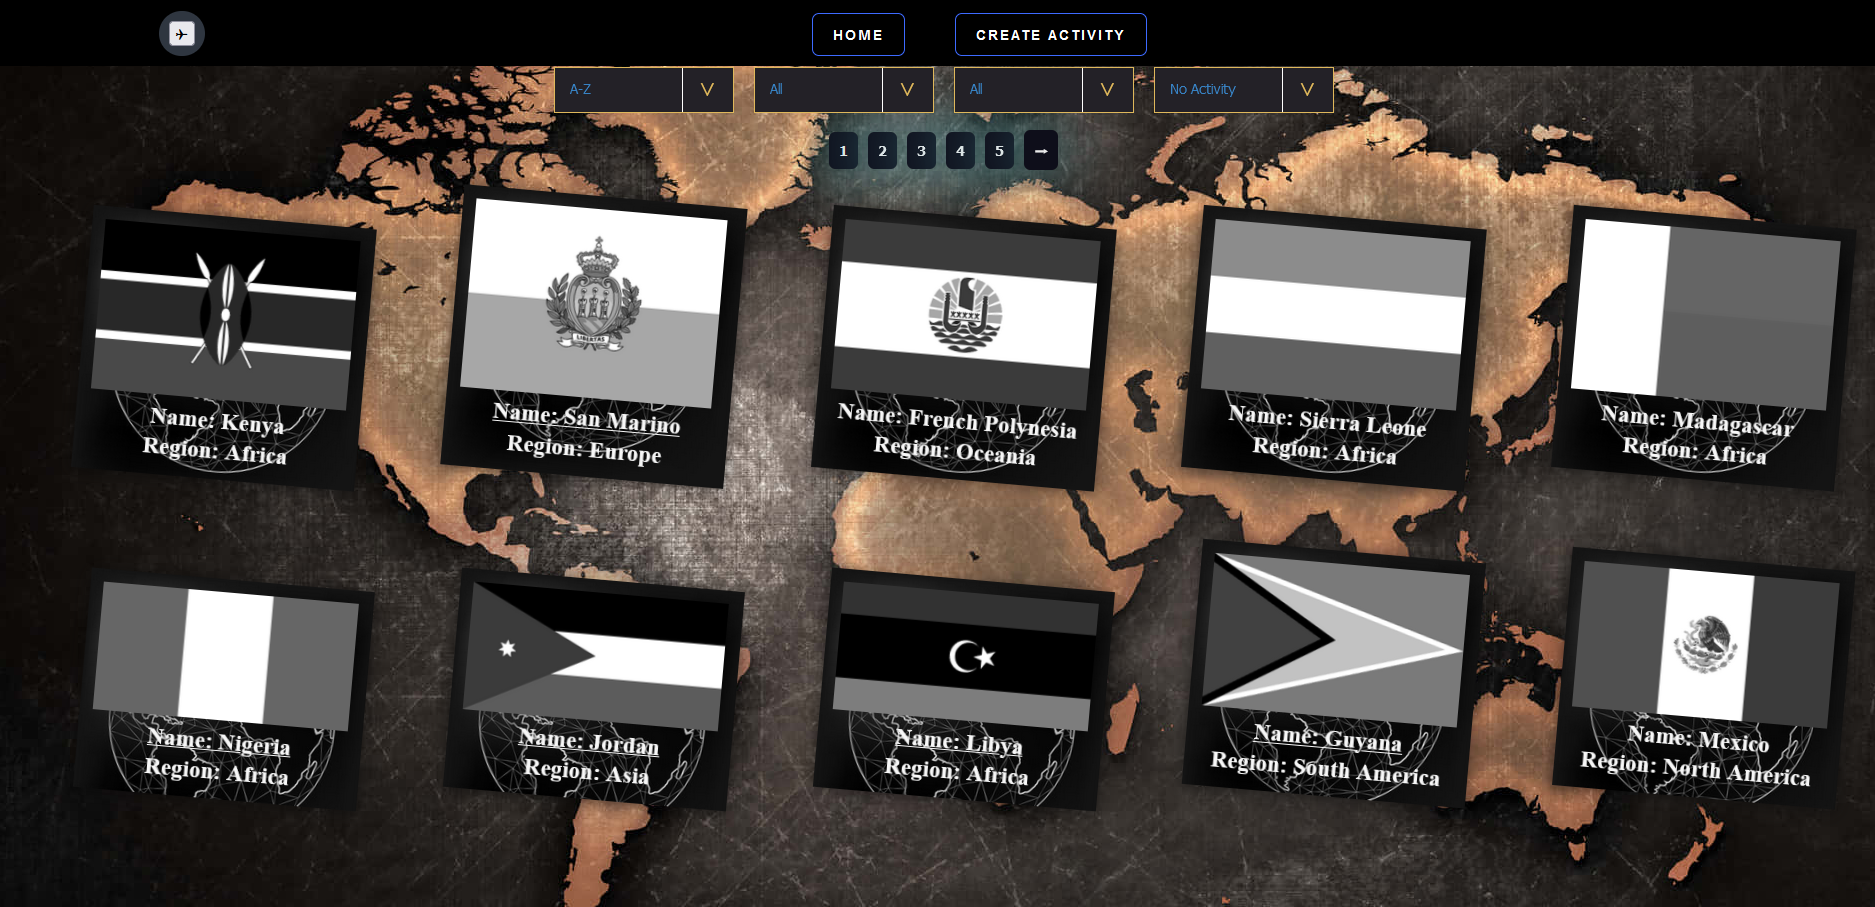 HOME
CREATE ACTIVITY
A-Z
All
All
No Activity
1 2 3 4 5 →
Name: Kenya
Region: Africa
LIBERTAS
Name: San Marino
Region: Europe
Name: French Polynesia
Region: Oceania
Name: Sierra Leone
Region: Africa
Name: Madagascar
Region: Africa
Name: Nigeria
Region: Africa
Name: Jordan
Region: Asia
Name: Libya
Region: Africa
Name: Guyana
Region: South America
Name: Mexico
Region: North America